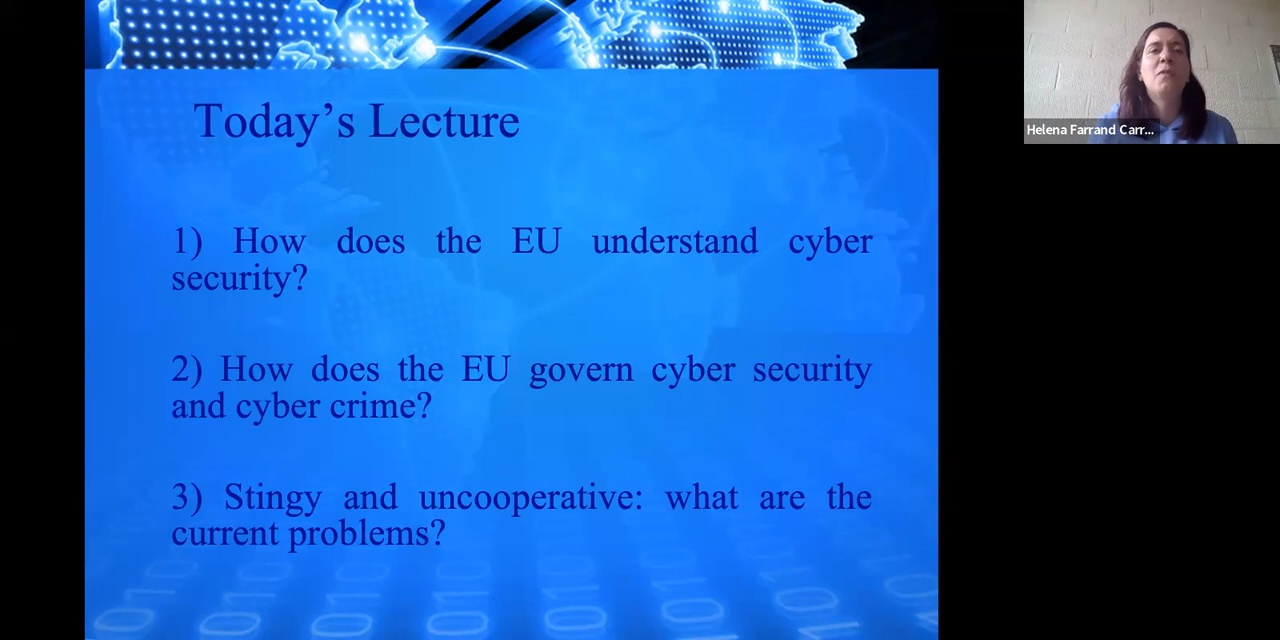 Today's Lecture
Helena Farrand Carr...
1) How does the EU understand cyber
security?
2) How does the EU govern cyber security
and cyber crime?
3) Stingy and uncooperative: what are the
current problems?